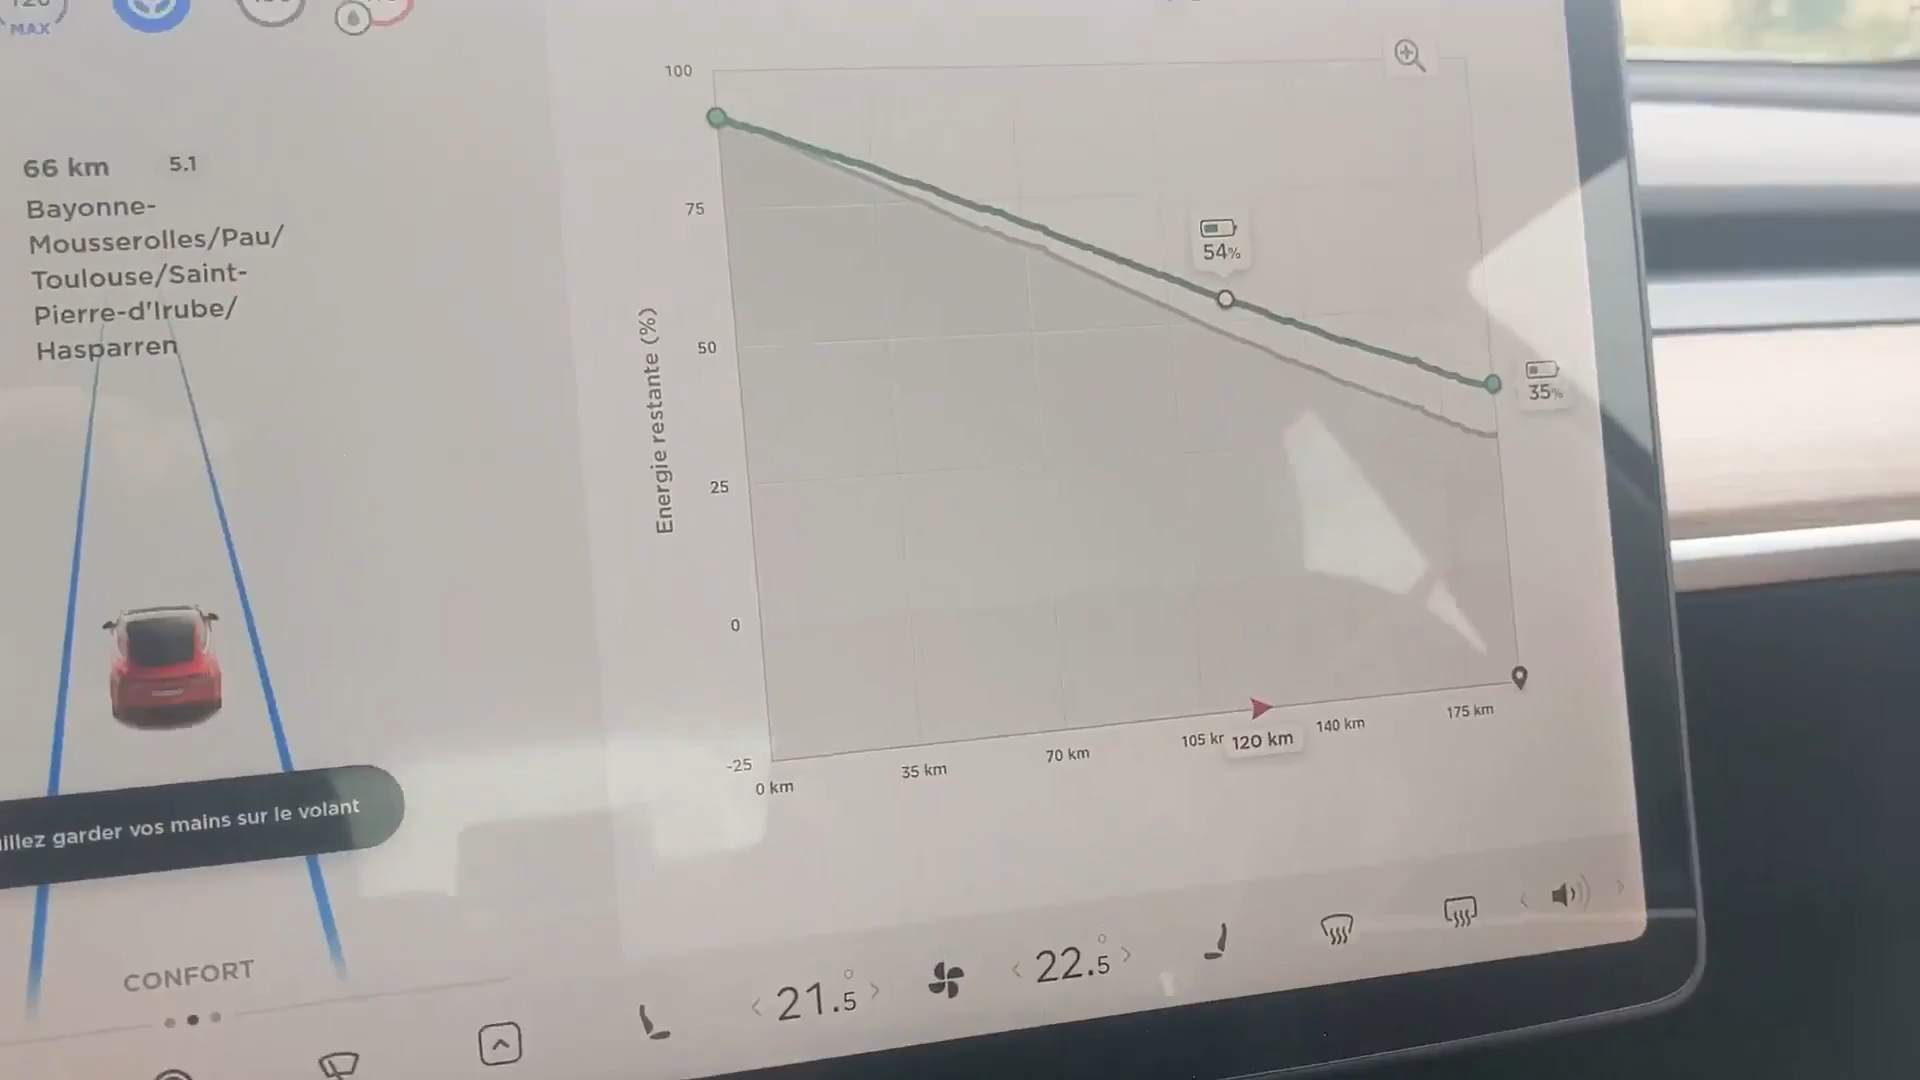 MAX
66 km 5.1
Bayonne-
Mousserolles/Pau/
Toulouse/Saint-
Pierre-d'Irube/
Hasparren
illez garder vos mains sur le volant
CONFORT
Energie restante (%)
100
75
50
25
0
-25
54%
35%
0 km
35 km
70 km
105 kr
120 km
140 km
175 km
21.5°
22.5°